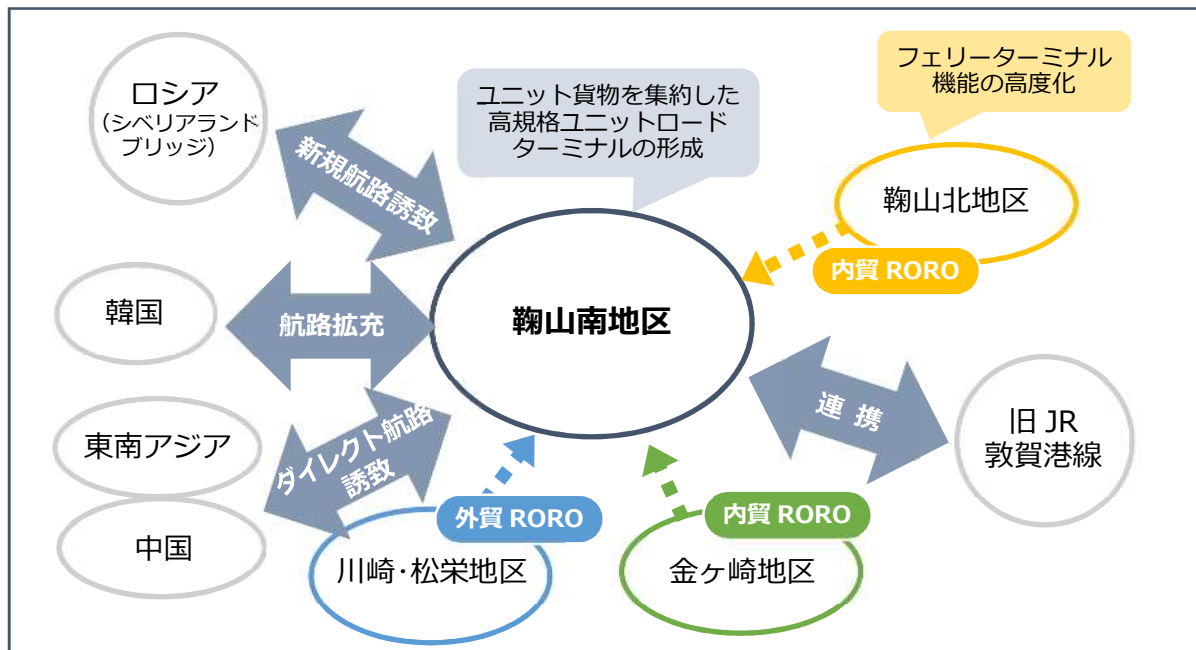 ロシア
（シベリアランド
ブリッジ）
新規航路誘致
ユニット貨物を集約した
高規格ユニットロード
ターミナルの形成
フェリーターミナル
機能の高度化
鞠山北地区
内貿 RORO
韓国
航路拡充
鞠山南地区
東南アジア
中国
ダイレクト航路
誘致
連 携
旧 JR
敦賀港線
外貿 RORO
川崎・松栄地区
内貿 RORO
金ヶ崎地区